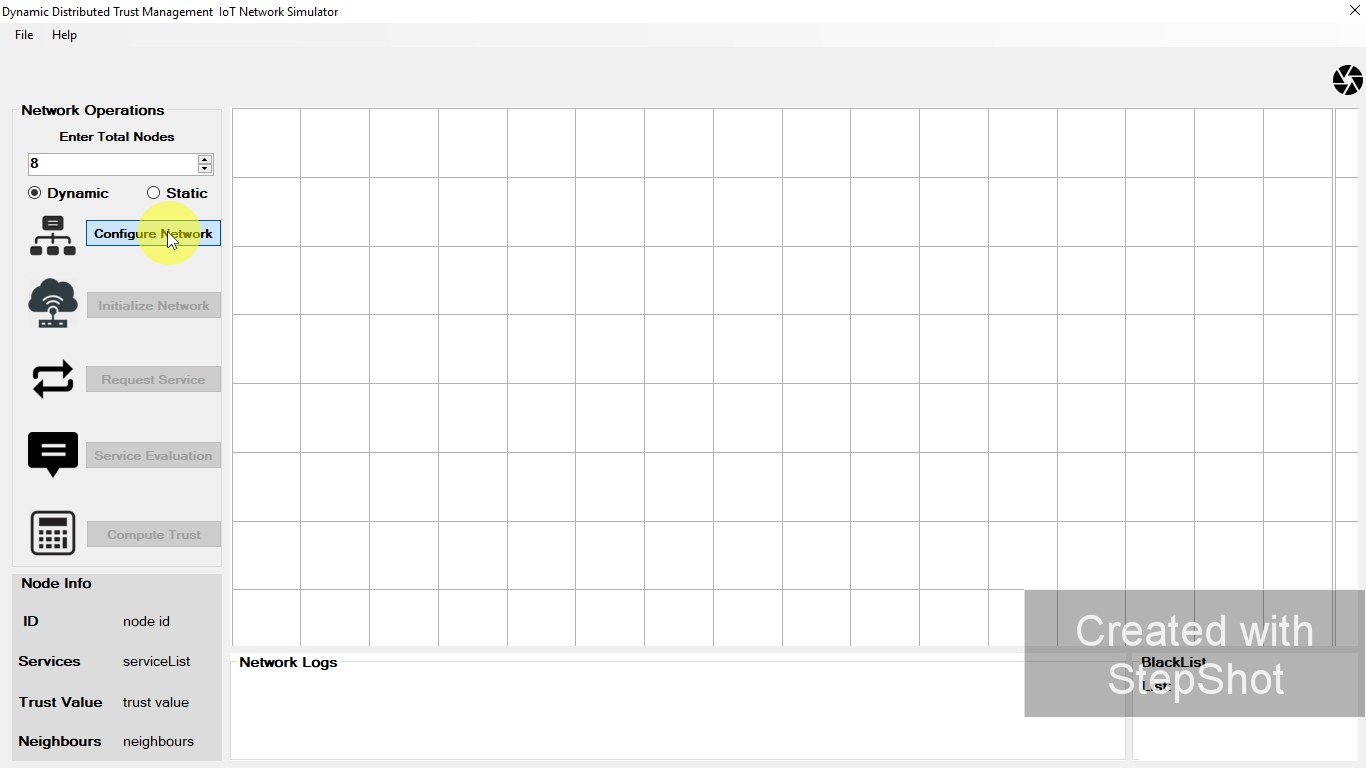 Dynamic Distributed Trust Management IoT Network Simulator
File Help
Network Operations
Enter Total Nodes
8
Dynamic Static
Configure Network
Initialize Network
Request Service
Service Evaluation
Compute Trust
Node Info
ID node id
Services serviceList
Trust Value trust value
Neighbours neighbours
Network Logs
BlackList
List:
Created with
StepShot